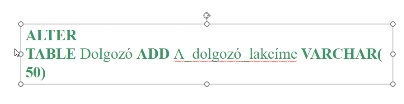 ALTER
TABLE Dolgozó ADD A_dolgozó_lakcíme VARCHAR(
50)